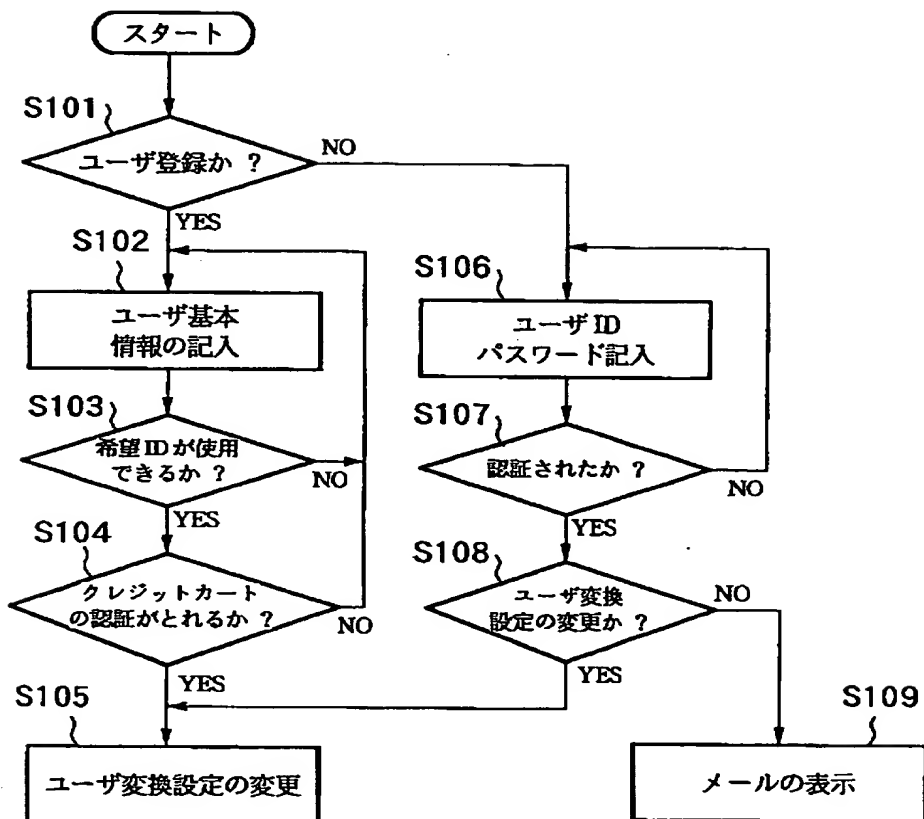 スタート
S101
ユーザ登録か ?
NO
YES
S102
ユーザ基本
情報の記入
S103
希望IDが使用
できるか ?
NO
YES
S104
クレジットカート
の認証がとれるか ?
NO
YES
S105
ユーザ変換設定の変更
S106
ユーザID
パスワード記入
S107
認証されたか ?
NO
YES
S108
ユーザ変換
設定の変更か ?
NO
YES
S109
メールの表示